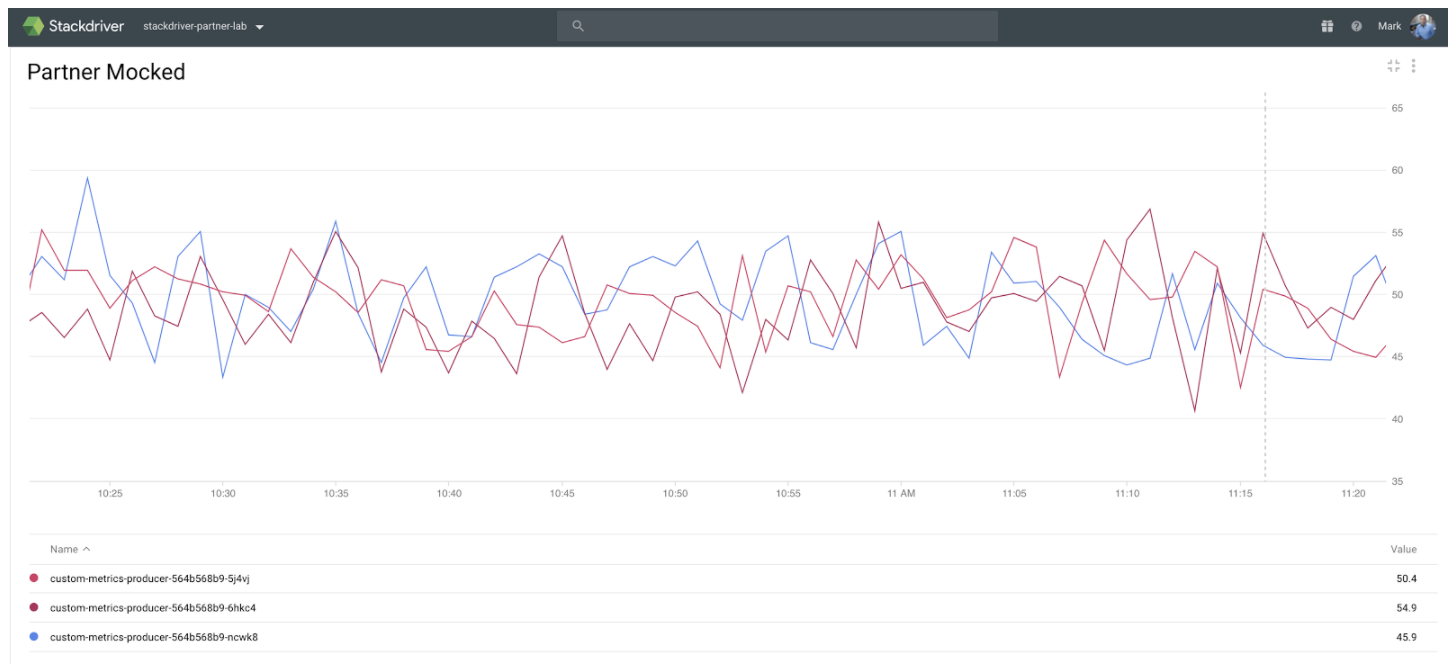 Stackdriver stackdriver-partner-lab Mark
Partner Mocked
65
60
55
50
45
40
35
10:25 10:30 10:35 10:40 10:45 10:50 10:55 11 AM 11:05 11:10 11:15 11:20
Name Value
custom-metrics-producer-564b568b9-5j4vj 50.4
custom-metrics-producer-564b568b9-6hkc4 54.9
custom-metrics-producer-564b568b9-ncwk8 45.9